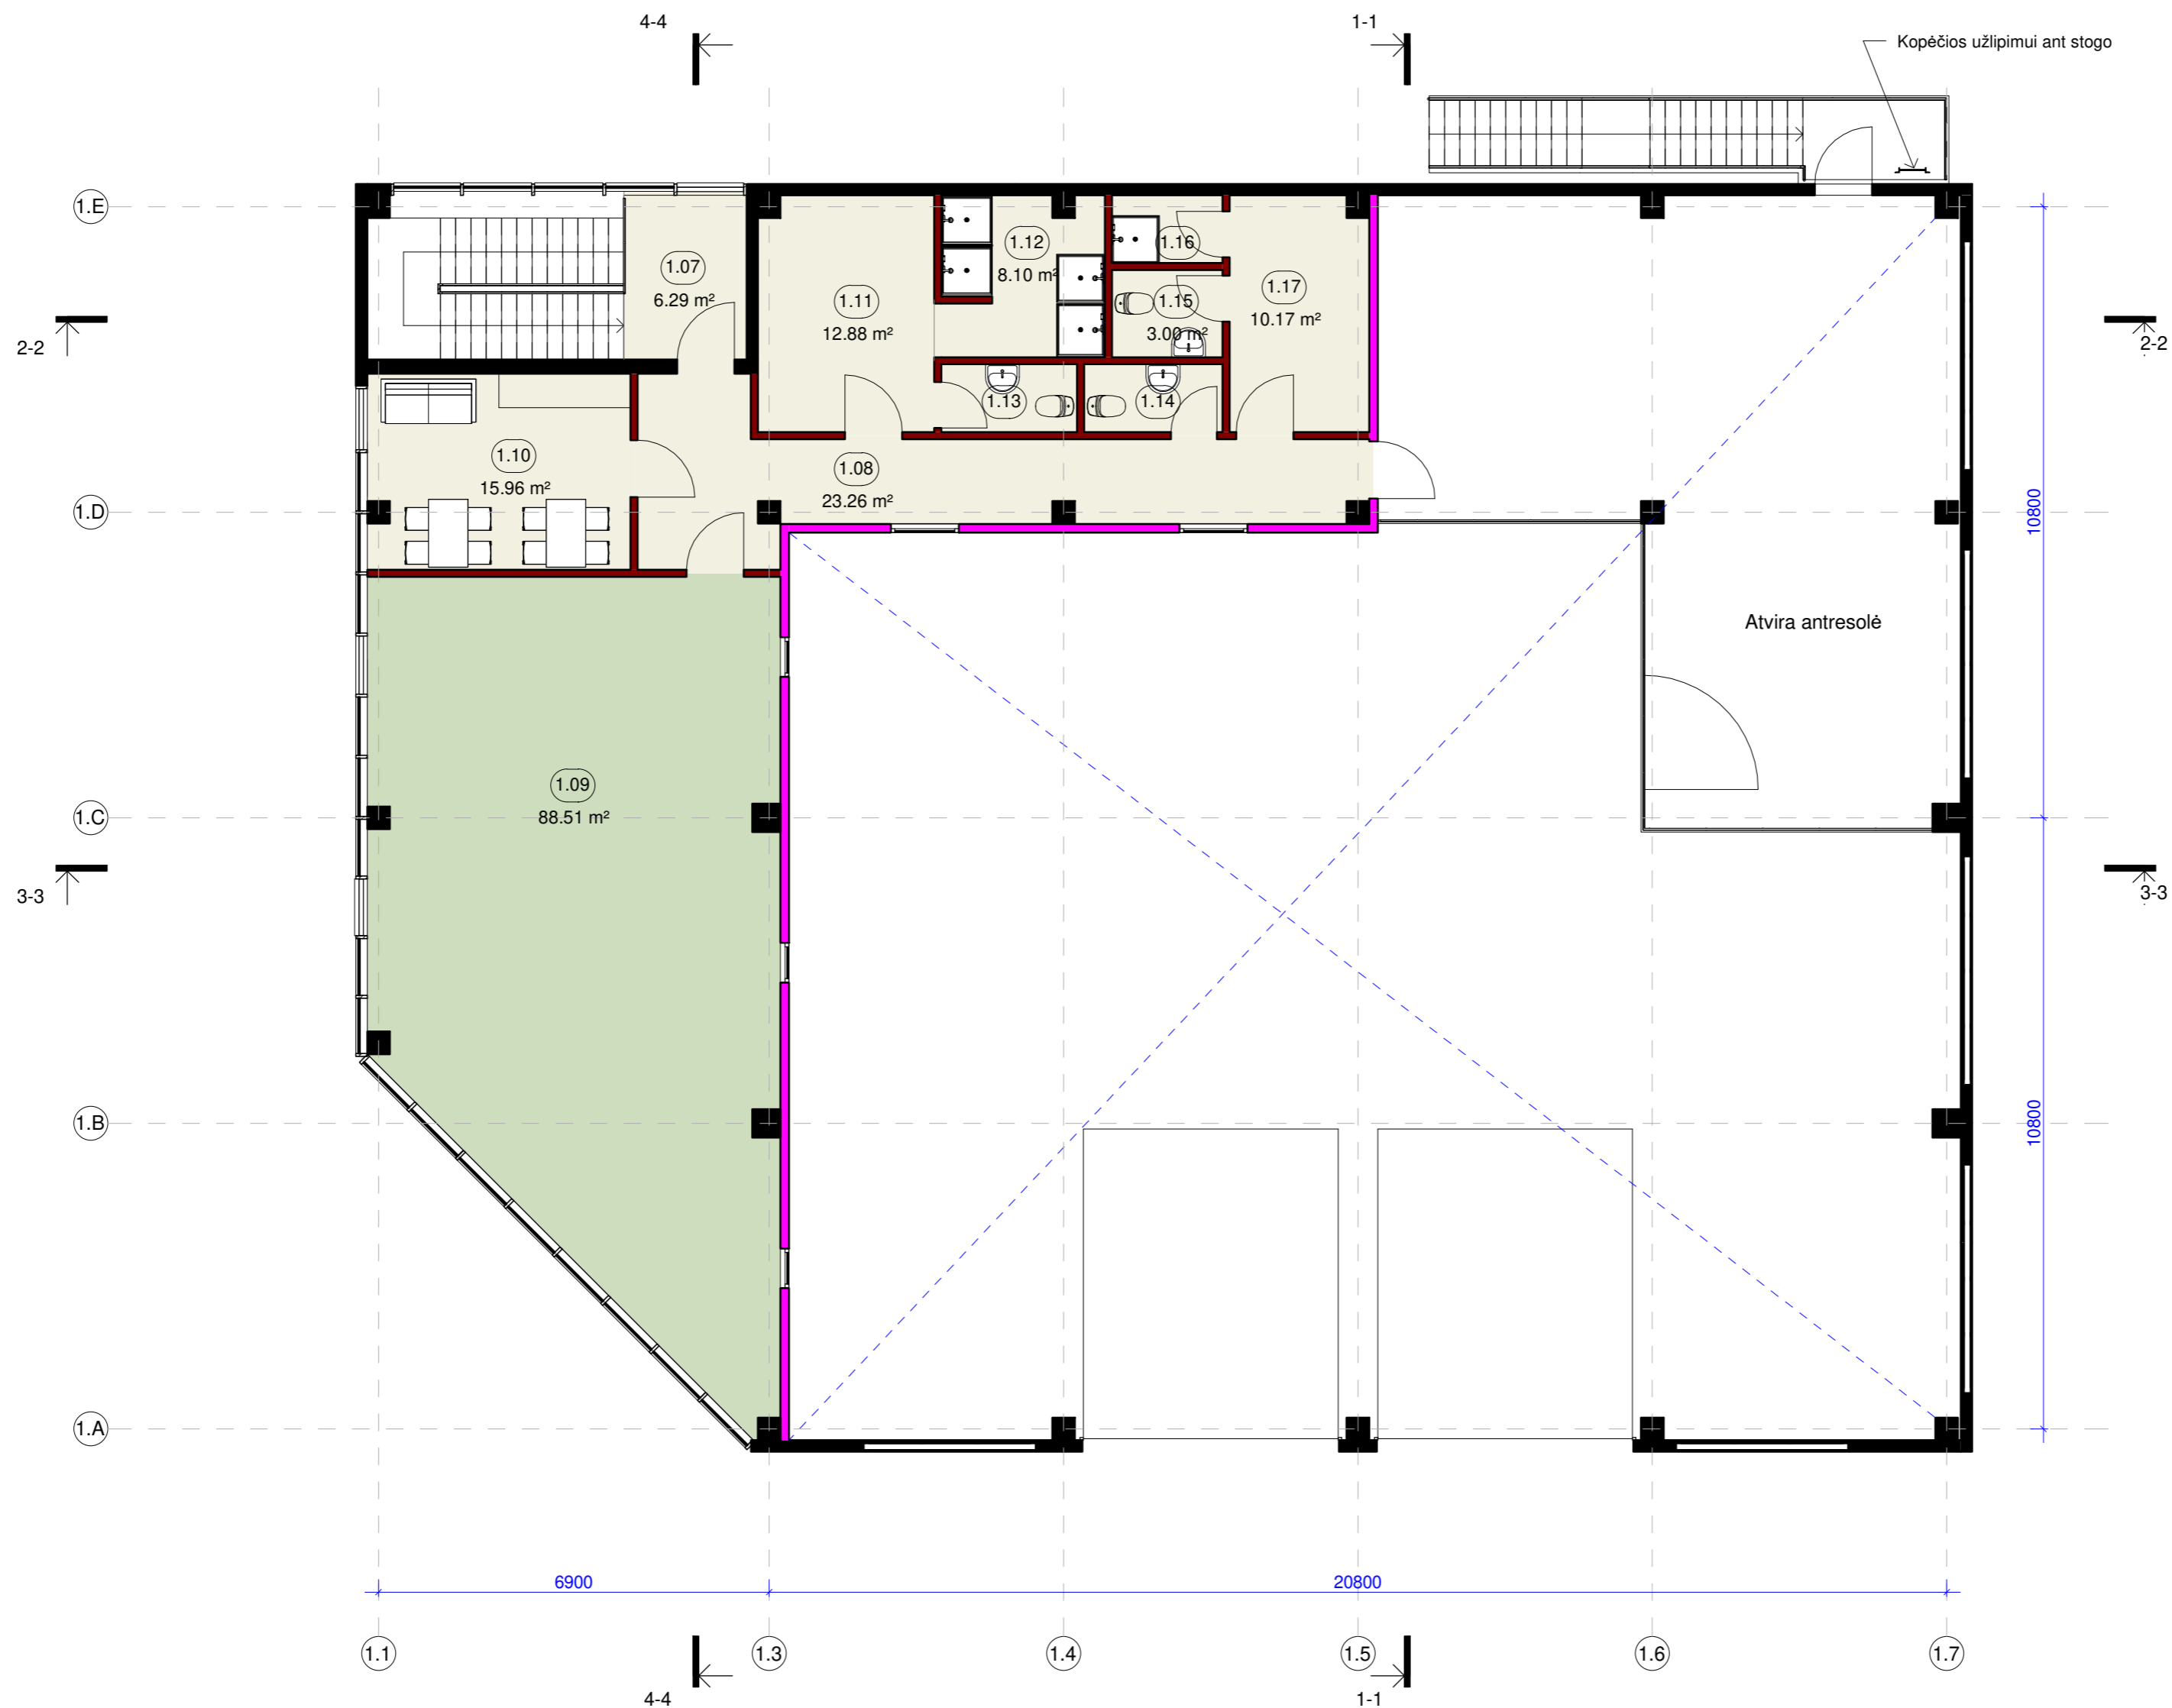 4-4
1-1
Kopėčios užlipimui ant stogo
1.E
1.07
6.29 m²
1.11
12.88 m²
1.12
8.10 m²
1.16
1.15
3.00 m²
1.17
10.17 m²
2-2
2-2
1.13
1.14
1.10
15.96 m²
1.08
23.26 m²
1.D
10800
Atvira antresolė
1.09
88.51 m²
1.C
3-3
3-3
1.B
10800
1.A
6900
20800
1.1
1.3
1.4
1.5
1.6
1.7
4-4
1-1